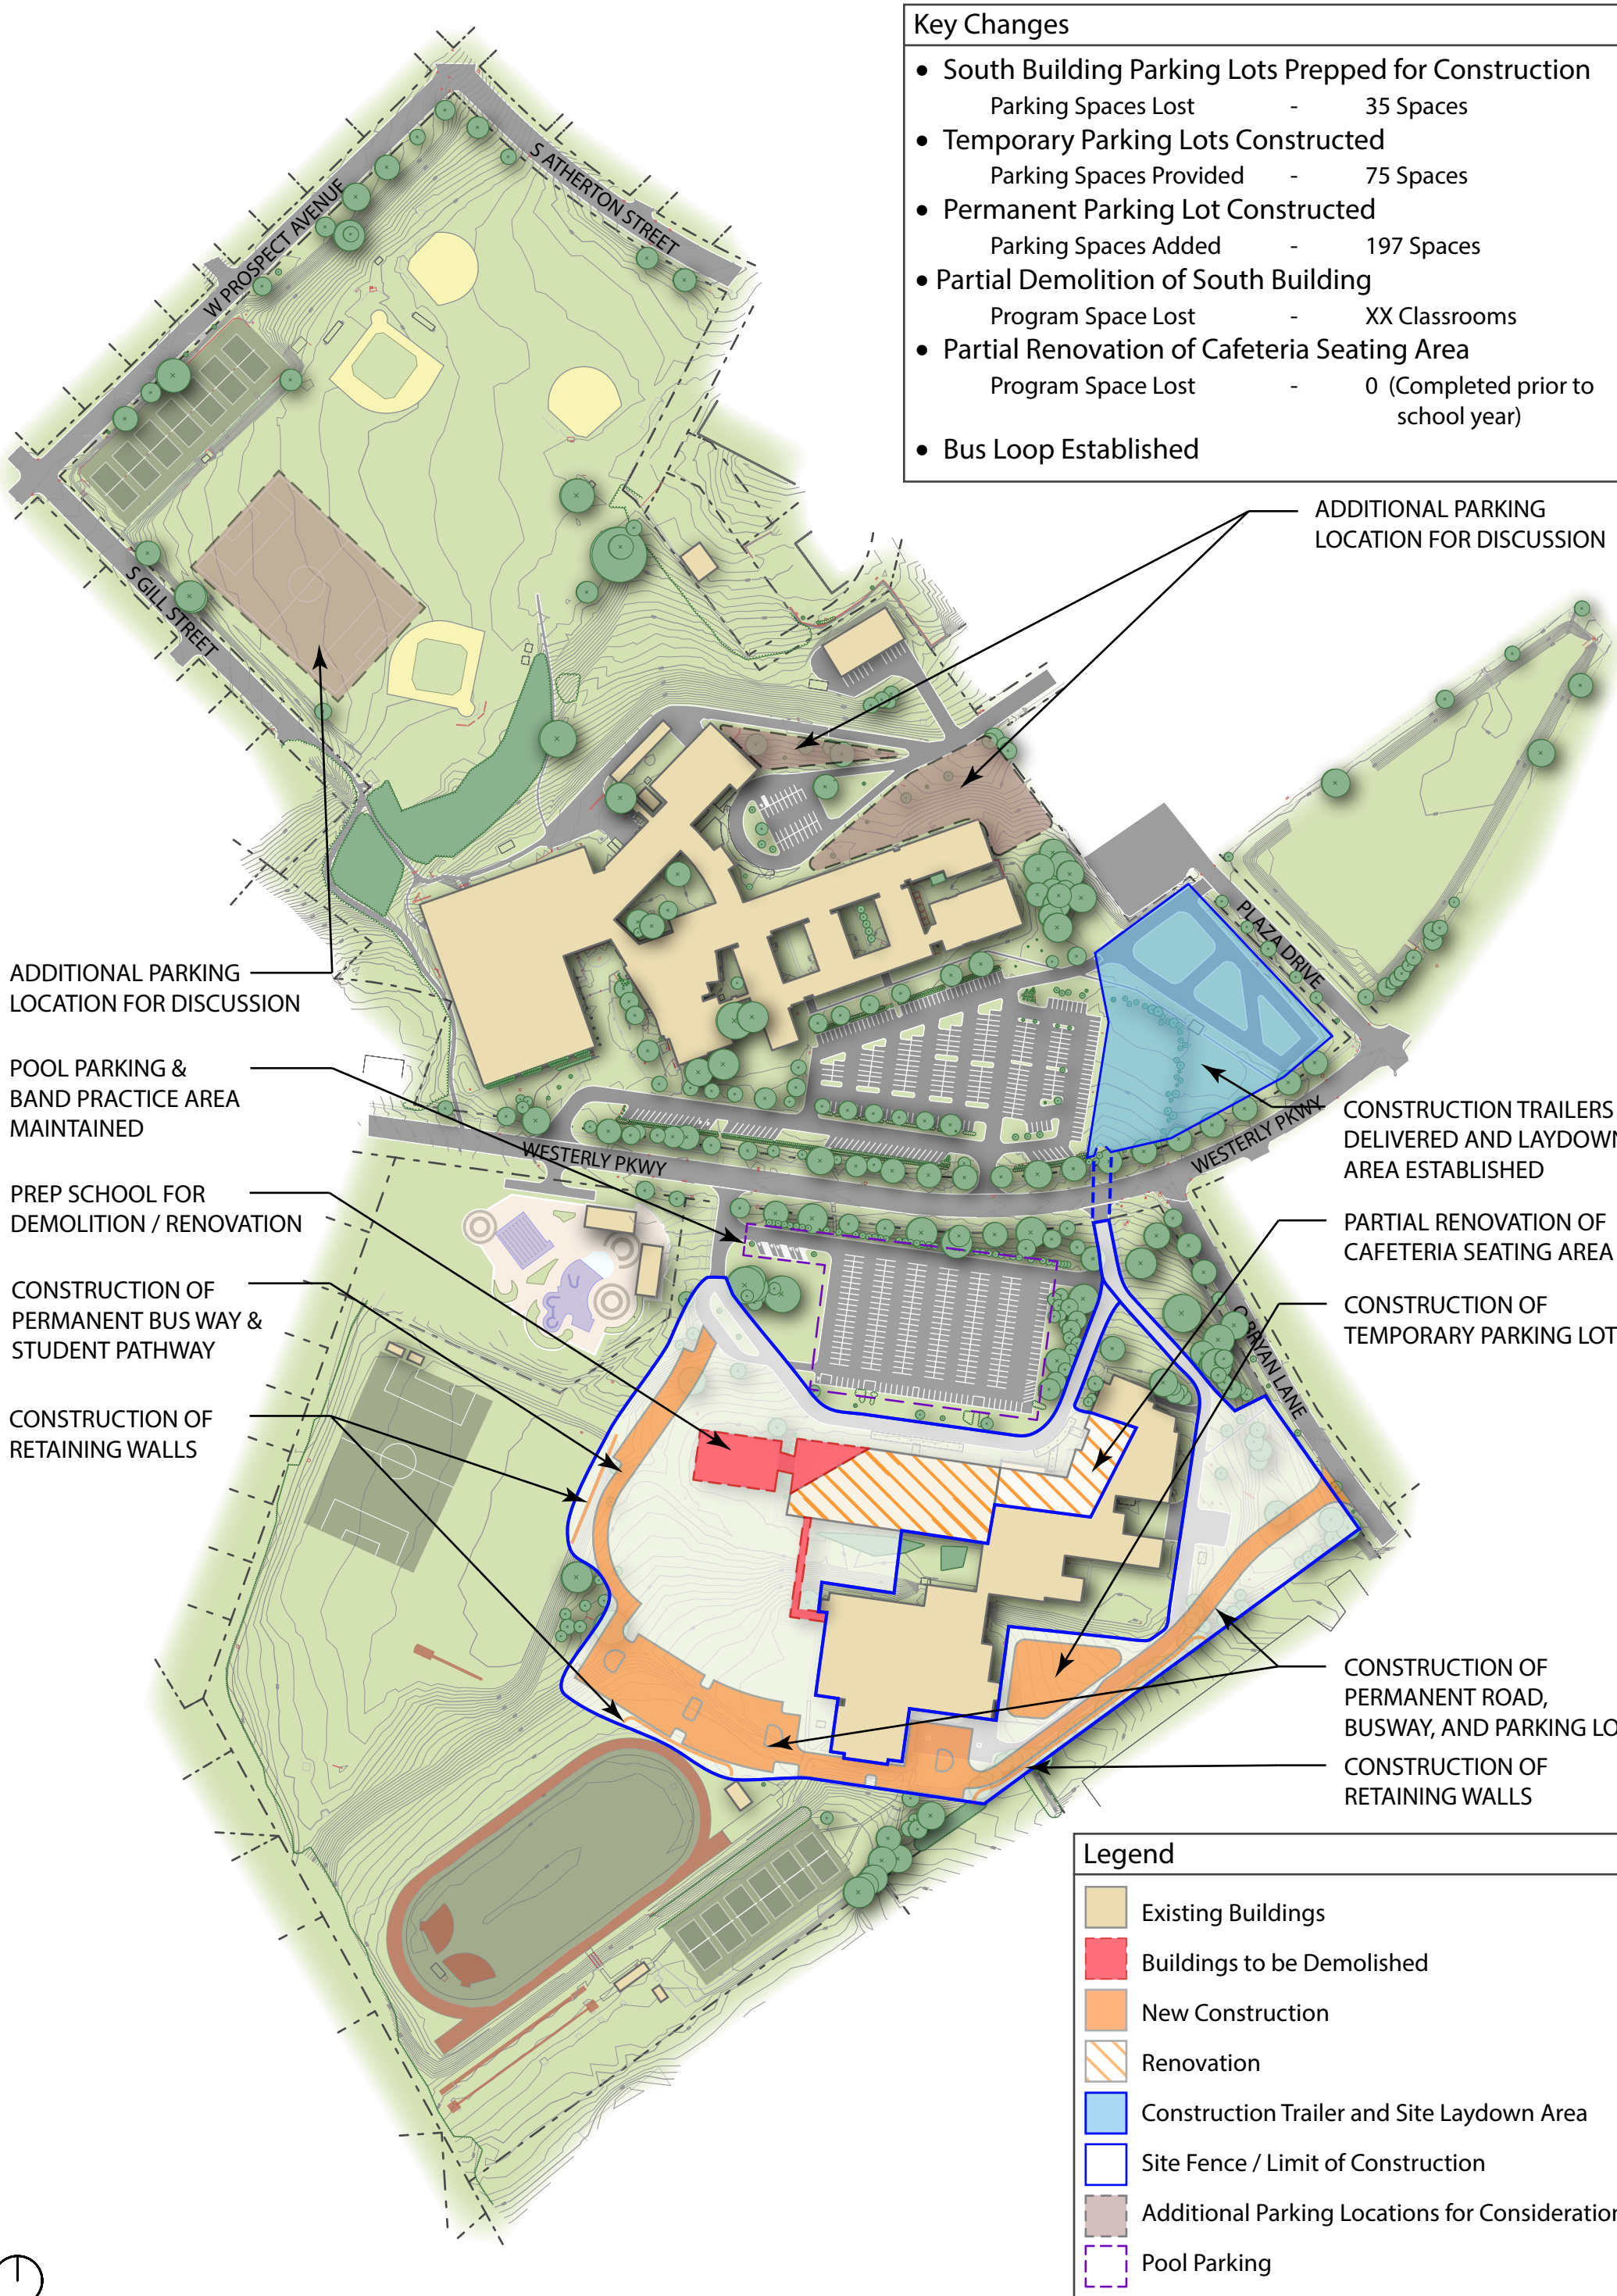 Key Changes
• South Building Parking Lots Prepped for Construction
Parking Spaces Lost - 35 Spaces
• Temporary Parking Lots Constructed
Parking Spaces Provided - 75 Spaces
• Permanent Parking Lot Constructed
Parking Spaces Added - 197 Spaces
• Partial Demolition of South Building
Program Space Lost - XX Classrooms
• Partial Renovation of Cafeteria Seating Area
Program Space Lost - 0 (Completed prior to
school year)
• Bus Loop Established
S ATHERTON STREET
W PROSPECT AVENUE
S GILL STREET
ADDITIONAL PARKING
LOCATION FOR DISCUSSION
PLAZA DRIVE
ADDITIONAL PARKING
LOCATION FOR DISCUSSION
POOL PARKING &
BAND PRACTICE AREA
MAINTAINED
WESTERLY PKWY
WESTERLY PKWY
CONSTRUCTION TRAILERS
DELIVERED AND LAYDOWN
AREA ESTABLISHED
PREP SCHOOL FOR
DEMOLITION / RENOVATION
PARTIAL RENOVATION OF
CAFETERIA SEATING AREA
CONSTRUCTION OF
PERMANENT BUS WAY &
STUDENT PATHWAY
CONSTRUCTION OF
TEMPORARY PARKING LOT
O BRYAN LANE
CONSTRUCTION OF
RETAINING WALLS
CONSTRUCTION OF
PERMANENT ROAD,
BUSWAY, AND PARKING LO
CONSTRUCTION OF
RETAINING WALLS
Legend
Existing Buildings
Buildings to be Demolished
New Construction
Renovation
Construction Trailer and Site Laydown Area
Site Fence / Limit of Construction
Additional Parking Locations for Consideration
Pool Parking